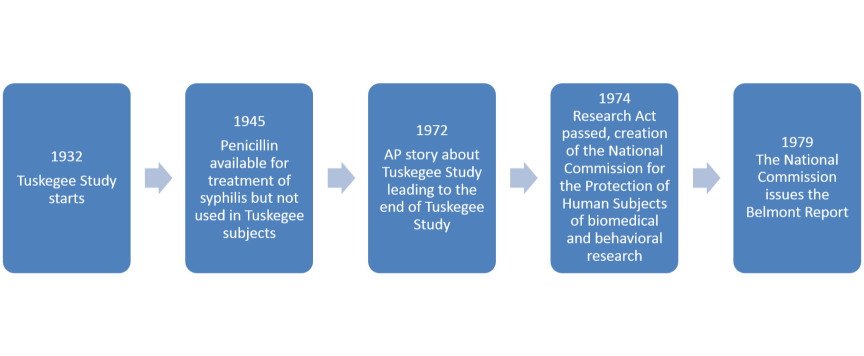 1932
Tuskegee Study
starts
1945
Penicillin
available for
treatment of
syphilis but not
used in Tuskegee
subjects
1972
AP story about
Tuskegee Study
leading to the
end of Tuskegee
Study
1974
Research Act
passed, creation
of the National
Commission for
the Protection of
Human Subjects
of biomedical
and behavioral
research
1979
The National
Commission
issues the
Belmont Report